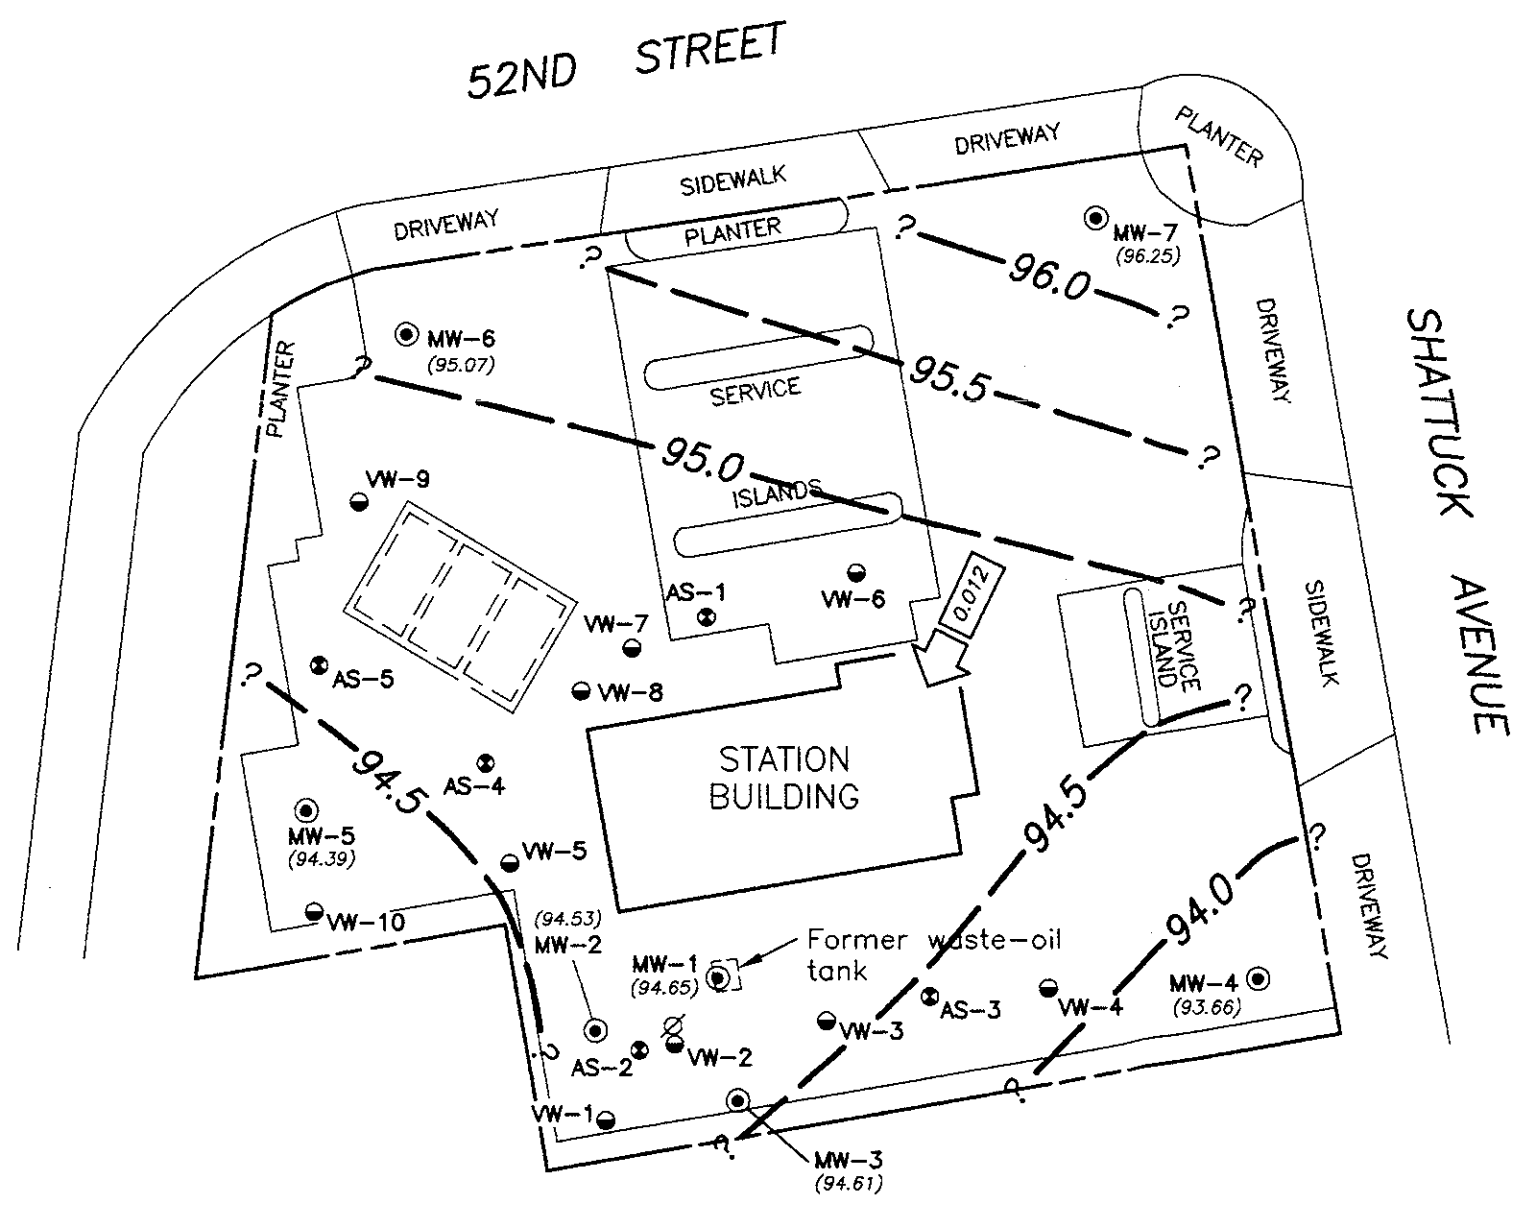 52ND STREET
PLANTER
DRIVEWAY
SIDEWALK
DRIVEWAY
PLANTER
?
?
MW-7
(96.25)
96.0
?
DRIVEWAY
SHATTUCK AVENUE
MW-6
(95.07)
PLANTER
?
SERVICE
95.5
?
95.0
ISLANDS
VW-9
0.012
AS-1
VW-6
?
SERVICE
ISLAND
SIDEWALK
VW-7
AS-5
VW-8
?
?
STATION
BUILDING
94.5
AS-4
94.5
MW-5
(94.39)
VW-5
?
DRIVEWAY
VW-10
(94.53)
MW-2
94.0
Former waste-oil
tank
MW-1
(94.65)
MW-4
(93.66)
AS-3
VW-4
VW-3
?
AS-2
VW-2
?
VW-1
?
MW-3
(94.61)